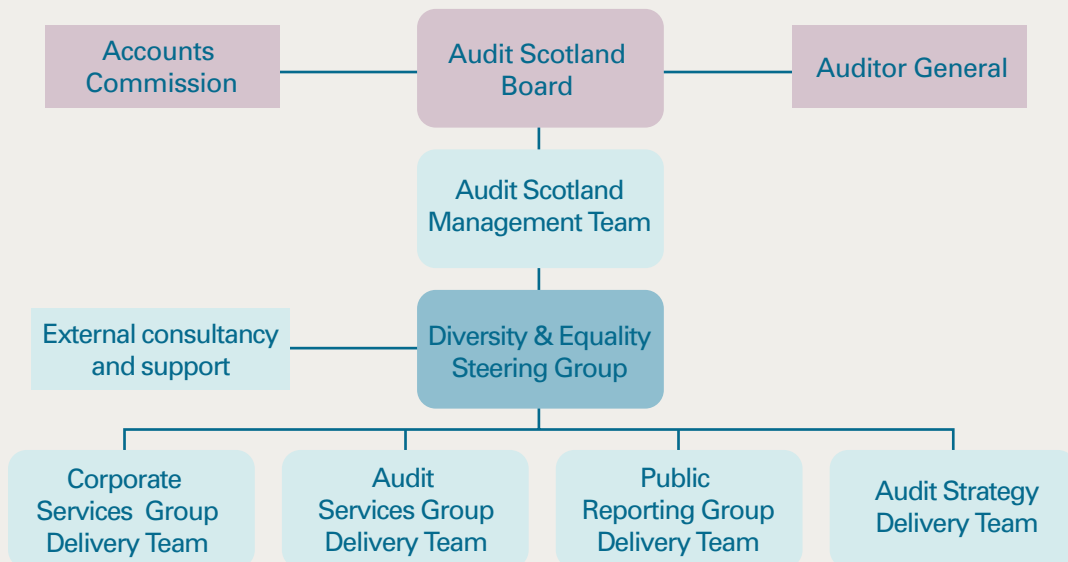 Accounts
Commission
Audit Scotland
Board
Auditor General
Audit Scotland
Management Team
External consultancy
and support
Diversity & Equality
Steering Group
Corporate
Services Group
Delivery Team
Audit
Services Group
Delivery Team
Public
Reporting Group
Delivery Team
Audit Strategy
Delivery Team